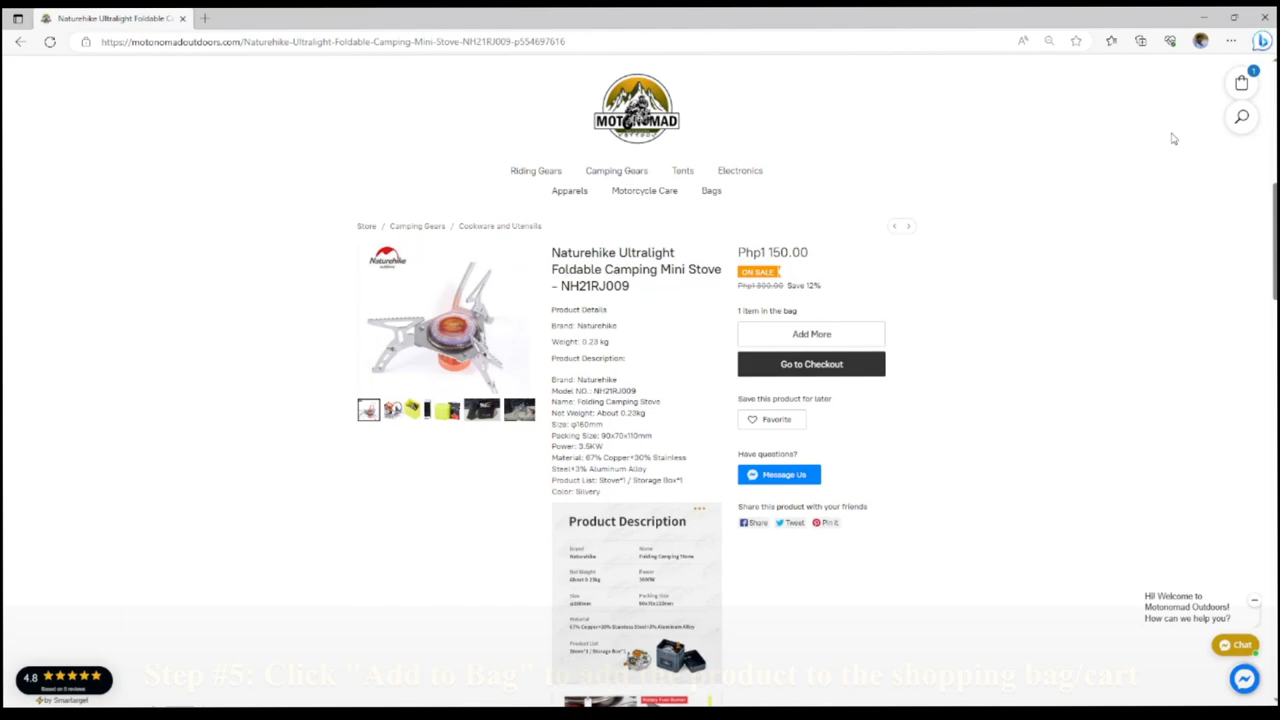 Naturehike Ultralight Foldable C
https://motonomadoutdoors.com/Naturehike-Ultralight-Foldable-Camping-Mini-Stove-NH21RJ009-p554697616
1
MOTONOMAD
Riding Gears Camping Gears Tents Electronics
Apparels Motorcycle Care Bags
Store / Camping Gears / Cookware and Utensils
Naturehike
Naturehike Ultralight
Foldable Camping Mini Stove
- NH21RJ009
Product Details
Brand: Naturehike
Weight: 0.23 kg
Product Description:
Brand: Naturehike
Model NO.: NH21RJ009
Name: Folding Camping Stove
Net Weight: About 0.23kg
Size: φ160mm
Packing Size: 90x70x110mm
Power: 3.5KW
Material: 67% Copper+30% Stainless
Steel+3% Aluminum Alloy
Product List: Stove*1 / Storage Box*1
Color: Silvery
Product Description
Brand
Naturehike
Name
Folding Camping Stove
Net Weight
About 0.23kg
Power
Size
Packing Size
Material
67% Copper+30% Stainless Steel+3% Aluminum Alloy
Product List
Stove*1 / Storage Box*1
Php1 150.00
ON SALE
Php1 300.00 Save 12%
1 item in the bag
Add More
Go to Checkout
Save this product for later
Favorite
Have questions?
Message Us
Share this product with your friends
Share Tweet Pin it
Hi! Welcome to
Motonomad Outdoors!
How can we help you?
Chat
4.8
Based on 8 reviews
by Smartarget
Step #5: Click "Add to Bag" to add the product to the shopping bag/cart